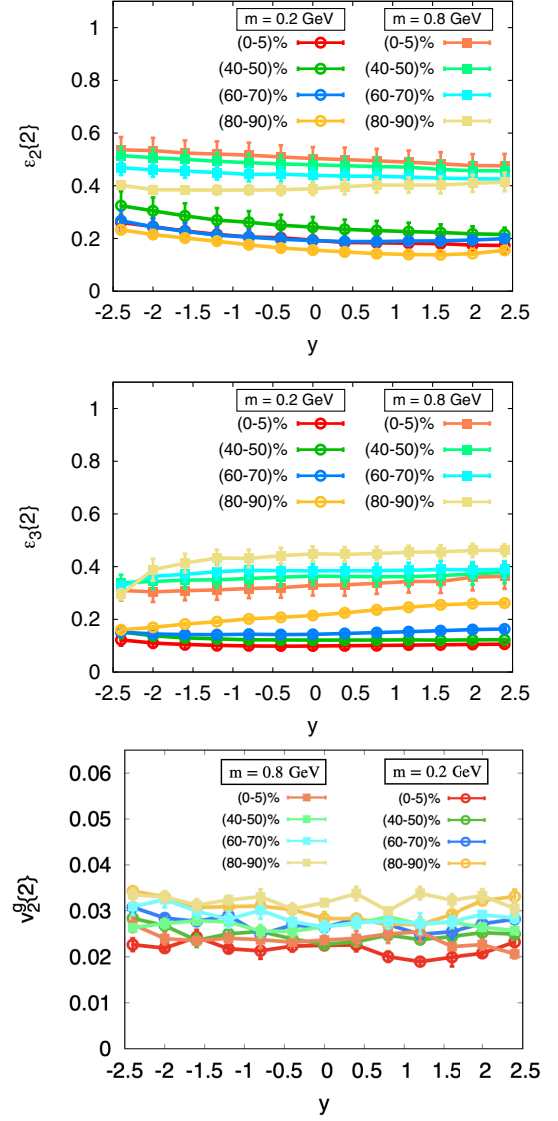 m = 0.2 GeV m = 0.8 GeV
(0-5)% (0-5)%
(40-50)% (40-50)%
(60-70)% (60-70)%
(80-90)% (80-90)%
ε₂{2}
1
0.8
0.6
0.4
0.2
0
-2.5 -2 -1.5 -1 -0.5 0 0.5 1 1.5 2 2.5
y
m = 0.2 GeV m = 0.8 GeV
(0-5)% (0-5)%
(40-50)% (40-50)%
(60-70)% (60-70)%
(80-90)% (80-90)%
ε₃{2}
1
0.8
0.6
0.4
0.2
0
-2.5 -2 -1.5 -1 -0.5 0 0.5 1 1.5 2 2.5
y
m = 0.8 GeV m = 0.2 GeV
(0-5)% (0-5)%
(40-50)% (40-50)%
(60-70)% (60-70)%
(80-90)% (80-90)%
v₂ᵍ{2}
0.06
0.05
0.04
0.03
0.02
0.01
0
-2.5 -2 -1.5 -1 -0.5 0 0.5 1 1.5 2 2.5
y